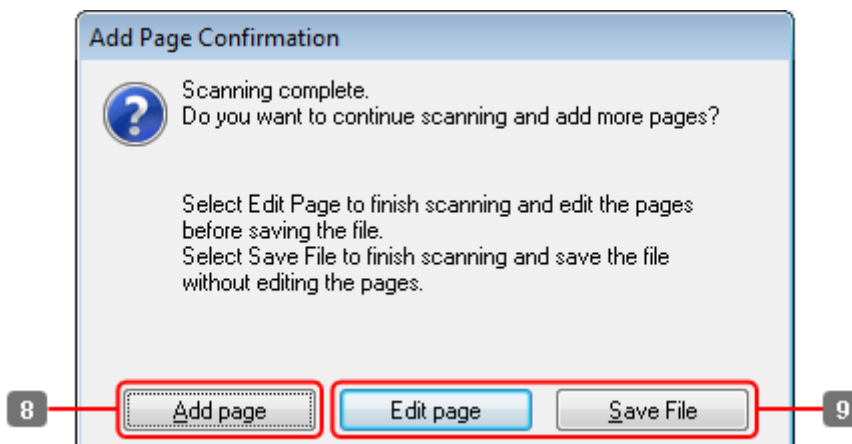 Add Page Confirmation
Scanning complete.
Do you want to continue scanning and add more pages?
Select Edit Page to finish scanning and edit the pages
before saving the file.
Select Save File to finish scanning and save the file
without editing the pages.
8 Add page Edit page Save File 9